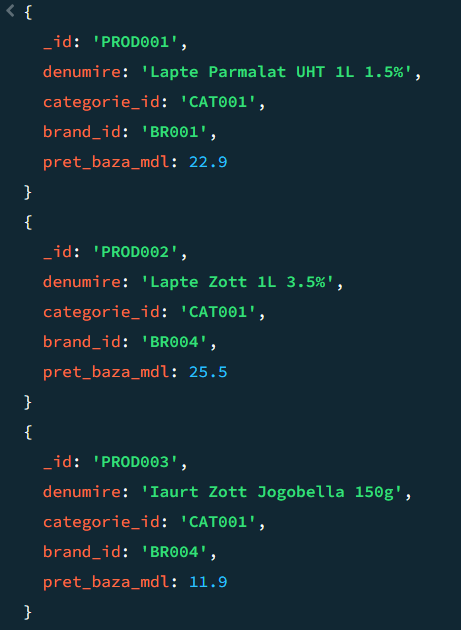 {
_id: 'PROD001',
denumire: 'Lapte Parmalat UHT 1L 1.5%',
categorie_id: 'CAT001',
brand_id: 'BR001',
pret_baza_mdl: 22.9
}
{
_id: 'PROD002',
denumire: 'Lapte Zott 1L 3.5%',
categorie_id: 'CAT001',
brand_id: 'BR004',
pret_baza_mdl: 25.5
}
{
_id: 'PROD003',
denumire: 'Iaurt Zott Jogobella 150g',
categorie_id: 'CAT001',
brand_id: 'BR004',
pret_baza_mdl: 11.9
}